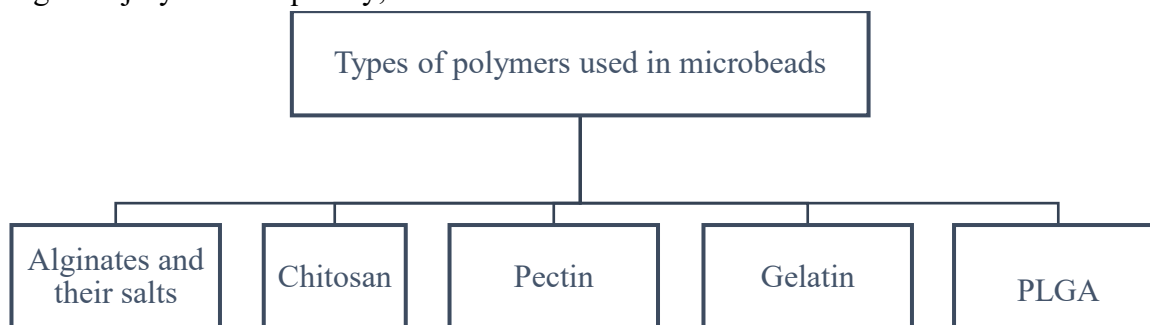 Types of polymers used in microbeads
Alginates and
their salts
Chitosan
Pectin
Gelatin
PLGA